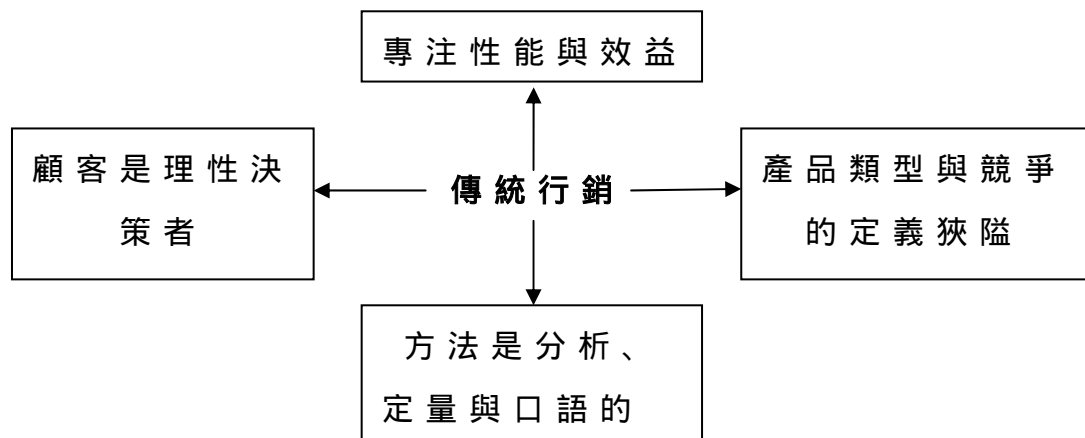 專注性能與效益
顧客是理性決
策者
傳統行銷
產品類型與競爭
的定義狹隘
方法是分析、
定量與口語的